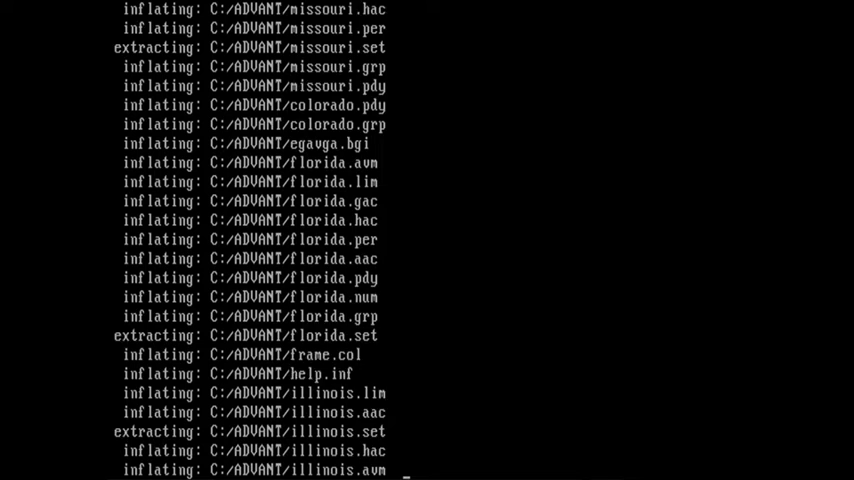 inflating: C:/ADVANT/missouri.hac
inflating: C:/ADVANT/missouri.per
extracting: C:/ADVANT/missouri.set
inflating: C:/ADVANT/missouri.grp
inflating: C:/ADVANT/missouri.pdy
inflating: C:/ADVANT/colorado.pdy
inflating: C:/ADVANT/colorado.grp
inflating: C:/ADVANT/egavga.bgi
inflating: C:/ADVANT/florida.avm
inflating: C:/ADVANT/florida.lim
inflating: C:/ADVANT/florida.gac
inflating: C:/ADVANT/florida.hac
inflating: C:/ADVANT/florida.per
inflating: C:/ADVANT/florida.aac
inflating: C:/ADVANT/florida.pdy
inflating: C:/ADVANT/florida.num
inflating: C:/ADVANT/florida.grp
extracting: C:/ADVANT/florida.set
inflating: C:/ADVANT/frame.col
inflating: C:/ADVANT/help.inf
inflating: C:/ADVANT/illinois.lim
inflating: C:/ADVANT/illinois.aac
extracting: C:/ADVANT/illinois.set
inflating: C:/ADVANT/illinois.hac
inflating: C:/ADVANT/illinois.avm